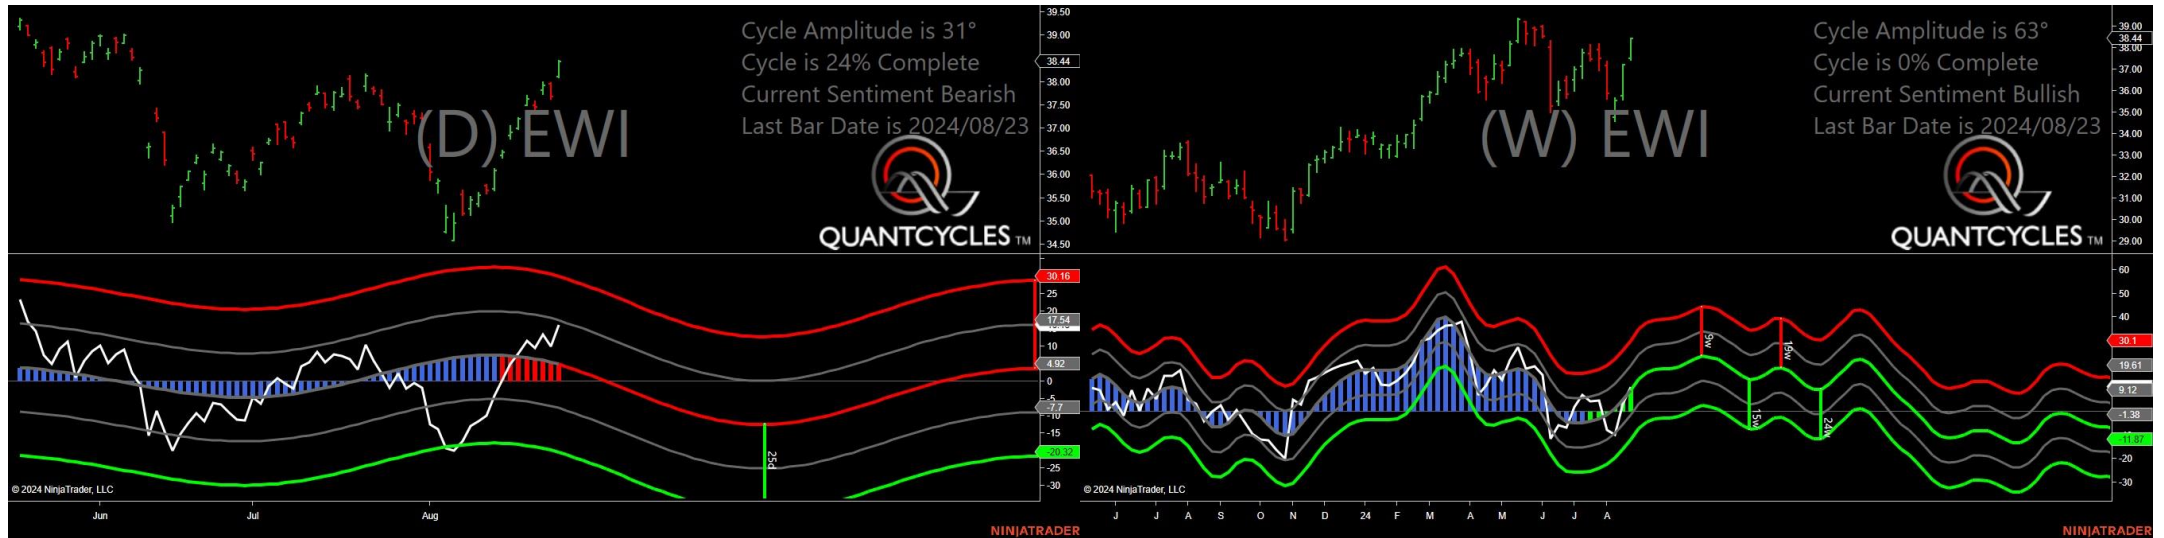 Cycle Amplitude is 31°
Cycle is 24% Complete
Current Sentiment Bearish
Last Bar Date is 2024/08/23
(D) EWI
QUANTCYCLES TM
39.50
39.00
38.44
38.00
37.50
37.00
36.50
36.00
35.50
35.00
34.50
30.16
25
20
17.54
10
4.92
0
-5
-7.7
-10
-15
-20.32
-25
-30
25d
© 2024 NinjaTrader, LLC
Jun
Jul
Aug
NINJATRADER
Cycle Amplitude is 63°
Cycle is 0% Complete
Current Sentiment Bullish
Last Bar Date is 2024/08/23
(W) EWI
QUANTCYCLES TM
39.00
38.44
38.00
37.00
36.00
35.00
34.00
33.00
32.00
31.00
30.00
29.00
60
50
40
30.1
19.61
9.12
-1.38
-11.87
-20
-30
9w
19w
15w
24w
© 2024 NinjaTrader, LLC
J J A S O N D 24 F M A M J J A
NINJATRADER